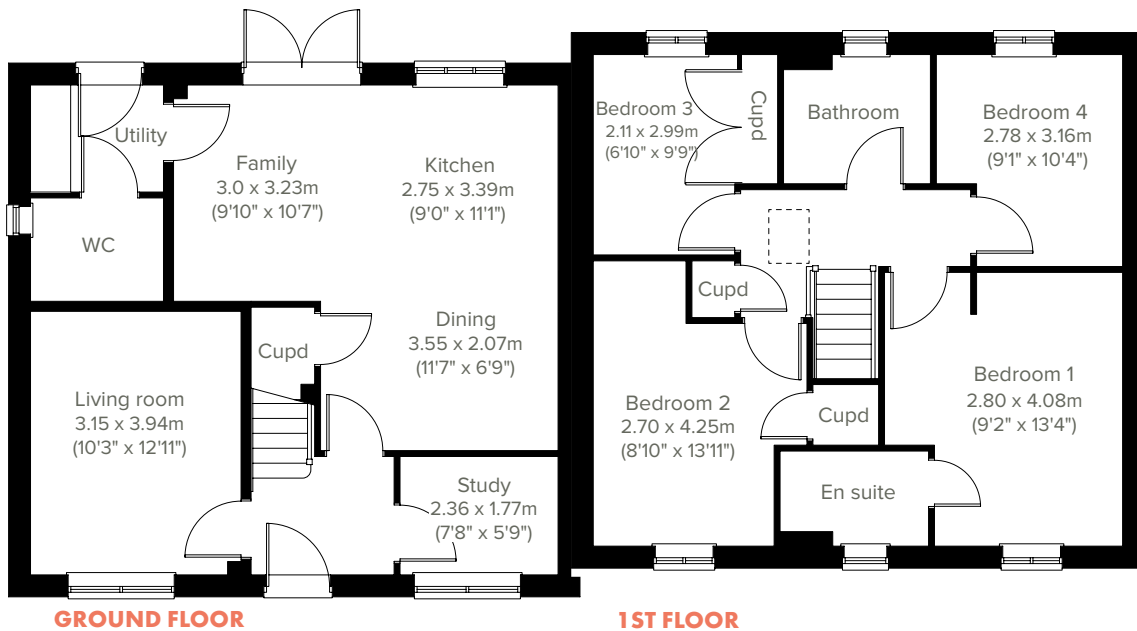 Utility
Family
3.0 x 3.23m
(9'10" x 10'7")
Kitchen
2.75 x 3.39m
(9'0" x 11'1")
WC
Cupd
Dining
3.55 x 2.07m
(11'7" x 6'9")
Living room
3.15 x 3.94m
(10'3" x 12'11")
Study
2.36 x 1.77m
(7'8" x 5'9")
GROUND FLOOR
Bedroom 3
2.11 x 2.99m
(6'10" x 9'9")
Cupd
Bathroom
Bedroom 4
2.78 x 3.16m
(9'1" x 10'4")
Cupd
Bedroom 2
2.70 x 4.25m
(8'10" x 13'11")
Cupd
Bedroom 1
2.80 x 4.08m
(9'2" x 13'4")
En suite
1ST FLOOR